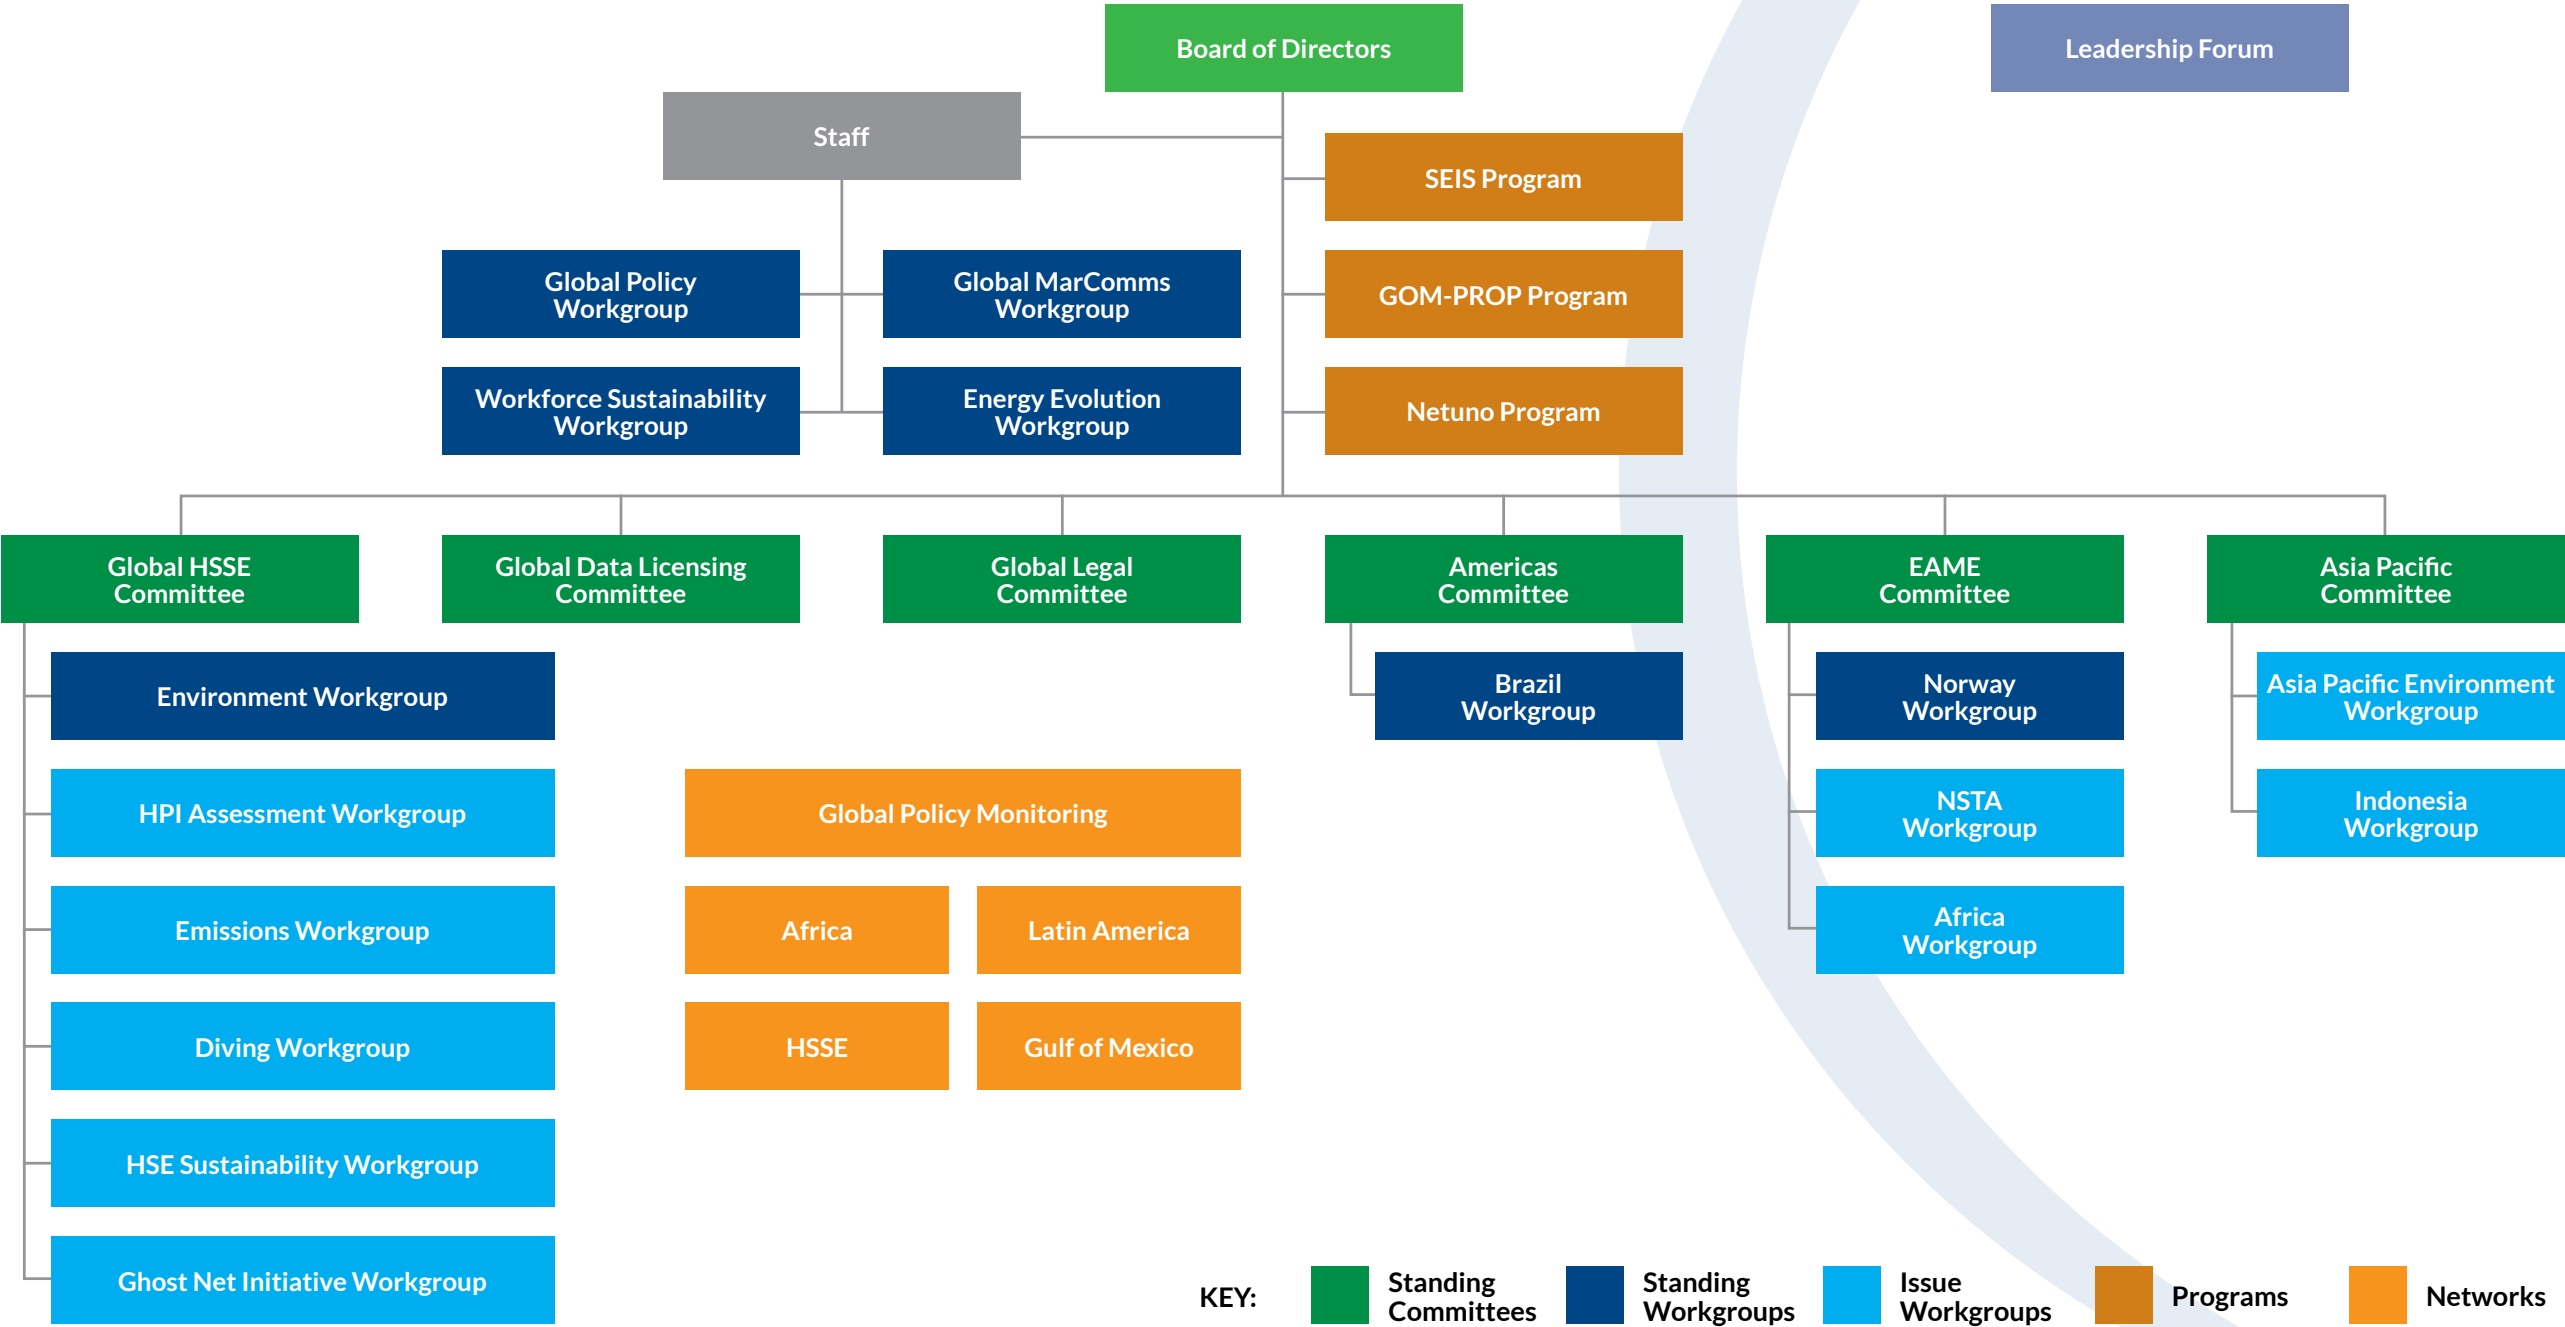 Board of Directors
Leadership Forum
Staff
SEIS Program
Global Policy
Workgroup
Global MarComms
Workgroup
GOM-PROP Program
Workforce Sustainability
Workgroup
Energy Evolution
Workgroup
Netuno Program
Global HSSE
Committee
Global Data Licensing
Committee
Global Legal
Committee
Americas
Committee
EAME
Committee
Asia Pacific
Committee
Environment Workgroup
Brazil
Workgroup
Norway
Workgroup
Asia Pacific Environment
Workgroup
HPI Assessment Workgroup
Global Policy Monitoring
NSTA
Workgroup
Indonesia
Workgroup
Emissions Workgroup
Africa
Latin America
Africa
Workgroup
Diving Workgroup
HSSE
Gulf of Mexico
HSE Sustainability Workgroup
Ghost Net Initiative Workgroup
KEY:
Standing
Committees
Standing
Workgroups
Issue
Workgroups
Programs
Networks